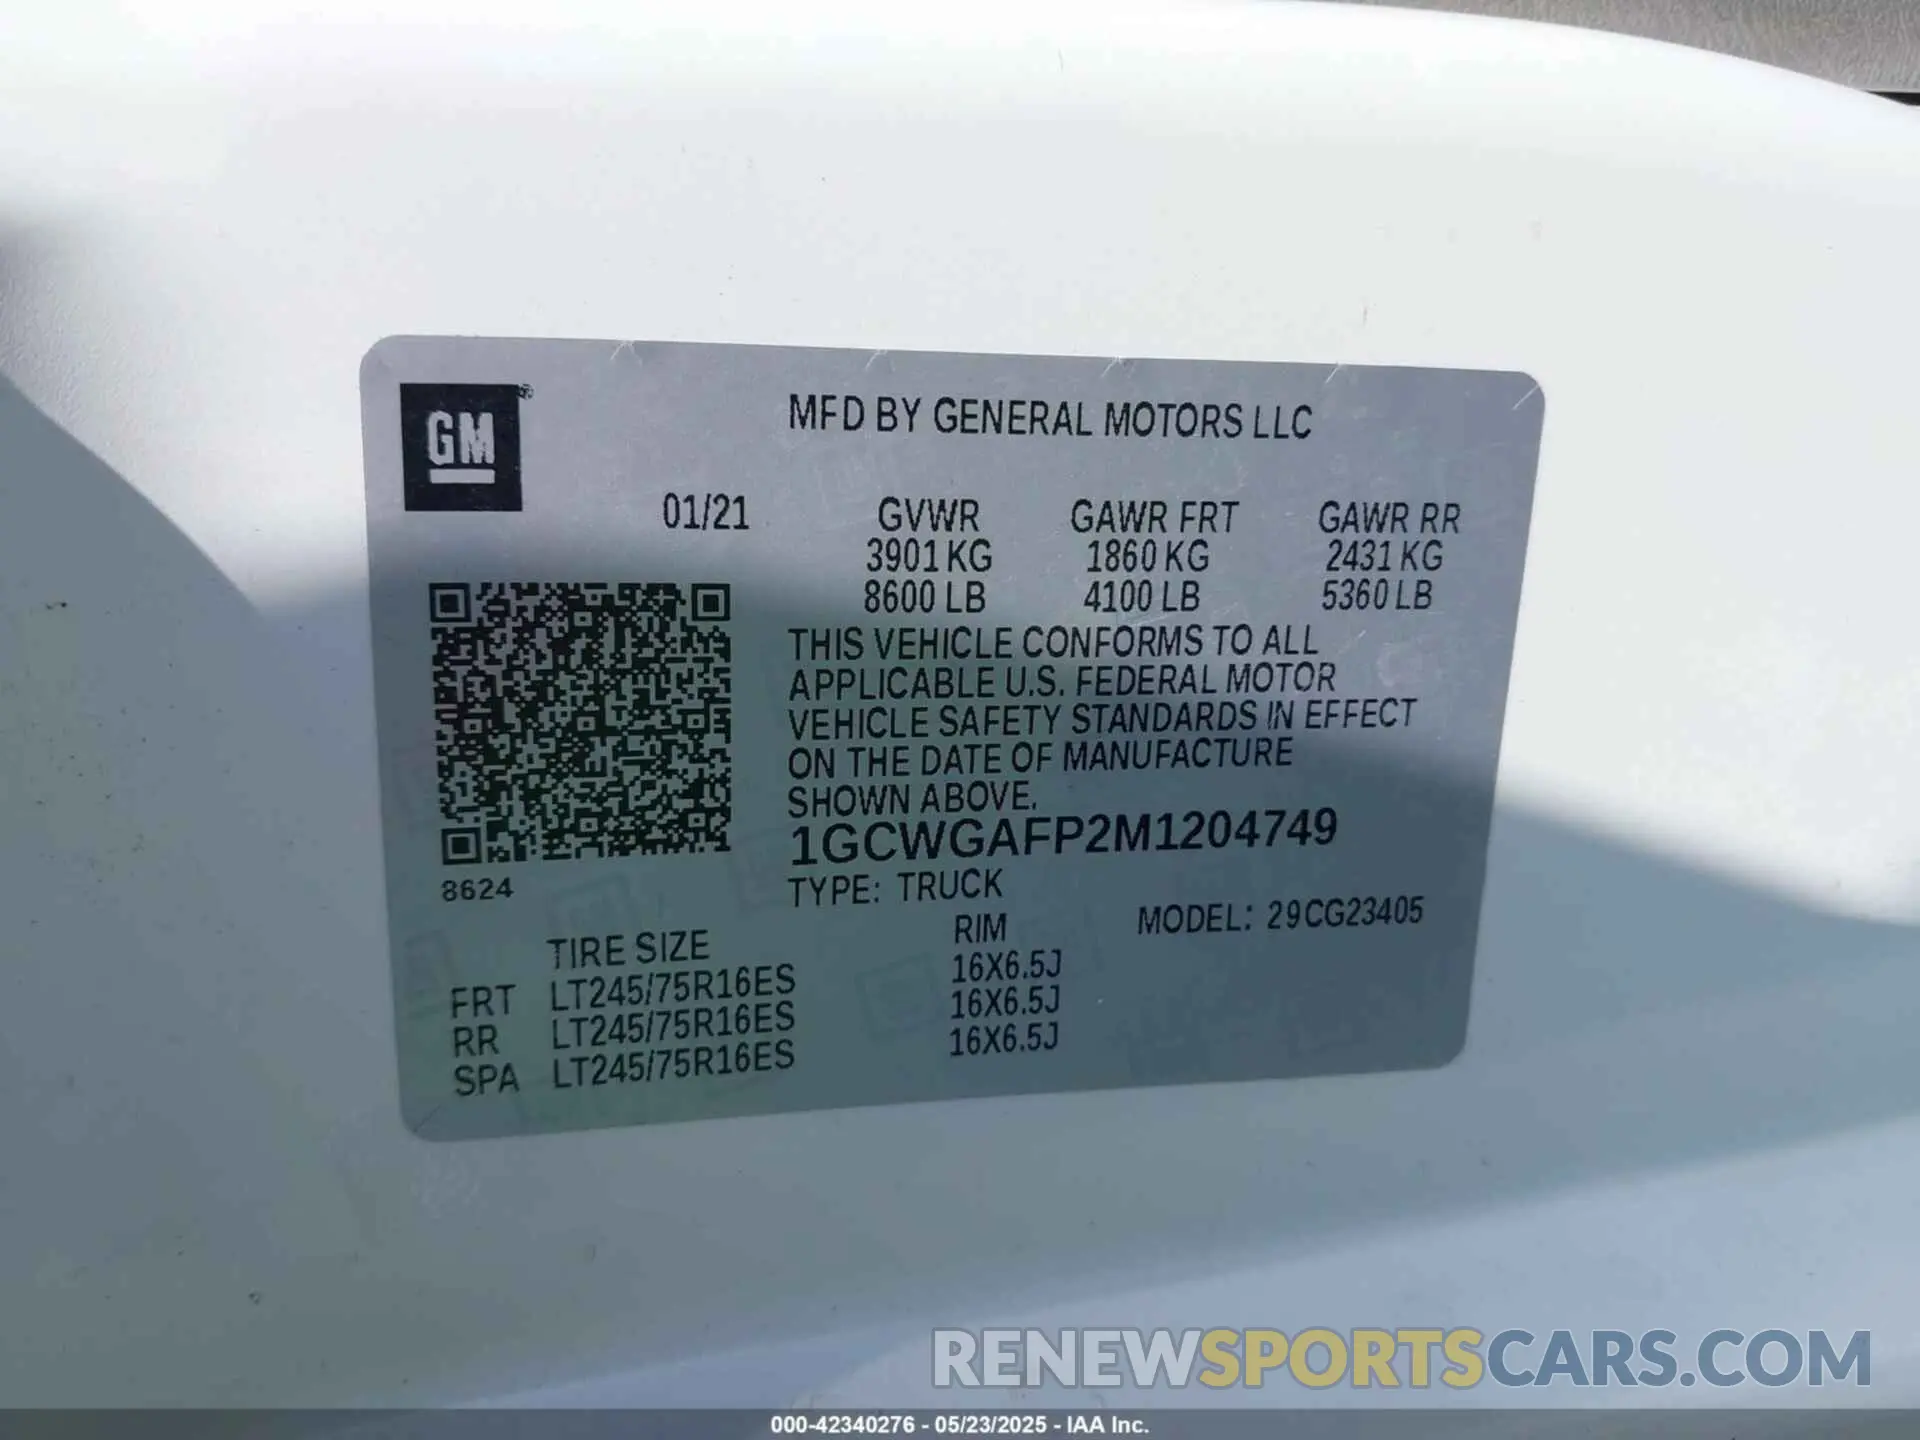 GM®
MFD BY GENERAL MOTORS LLC
01/21 GVWR GAWR FRT GAWR RR
3901 KG 1860 KG 2431 KG
8600 LB 4100 LB 5360 LB
THIS VEHICLE CONFORMS TO ALL
APPLICABLE U.S. FEDERAL MOTOR
VEHICLE SAFETY STANDARDS IN EFFECT
ON THE DATE OF MANUFACTURE
SHOWN ABOVE.
1GCWGAFP2M1204749
8624
TYPE: TRUCK
MODEL: 29CG23405
TIRE SIZE RIM
FRT LT245/75R16ES 16X6.5J
RR LT245/75R16ES 16X6.5J
SPA LT245/75R16ES 16X6.5J
RENEWSPORTSCARS.COM
000-42340276 - 05/23/2025 - IAA Inc.